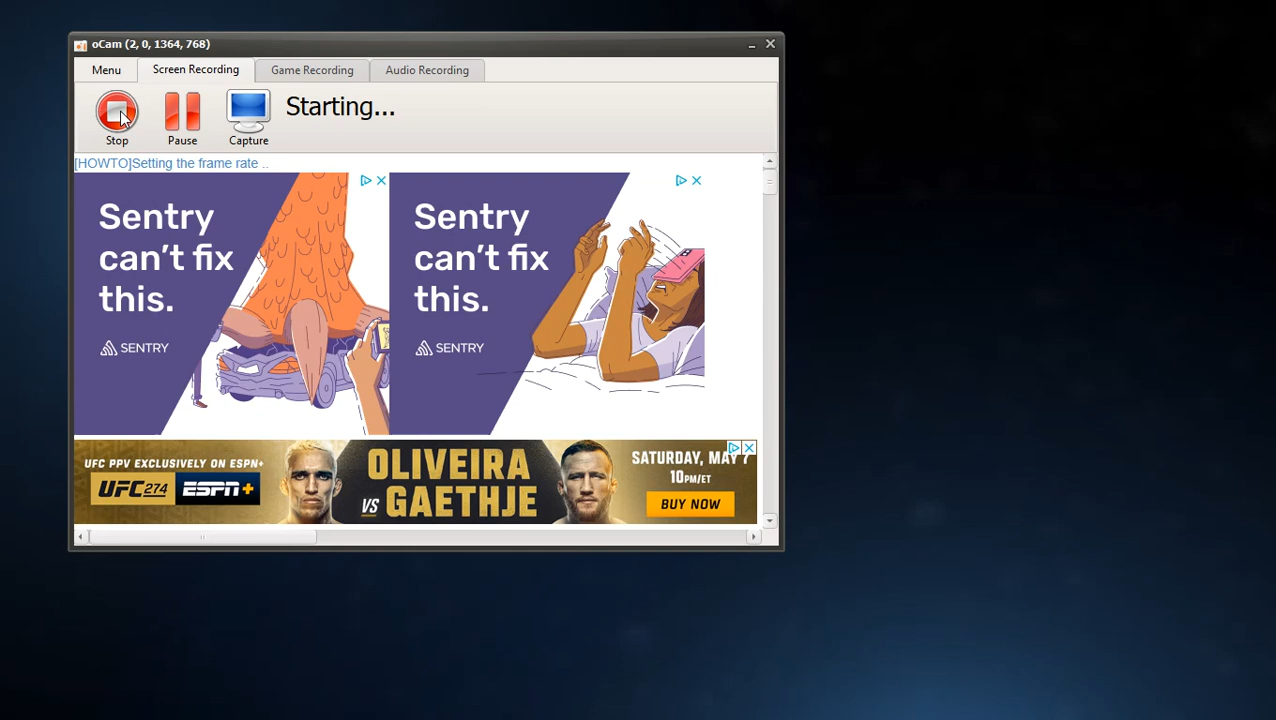 oCam (2, 0, 1364, 768)
Menu
Screen Recording
Game Recording
Audio Recording
Starting...
Stop
Pause
Capture
[HOWTO]Setting the frame rate ..
Sentry
can't fix
this.
SENTRY
Sentry
can't fix
this.
SENTRY
UFC PPV EXCLUSIVELY ON ESPN+
UFC 274
ESPN+
OLIVEIRA
VS GAETHJE
SATURDAY, MAY 7
10PM/ET
BUY NOW